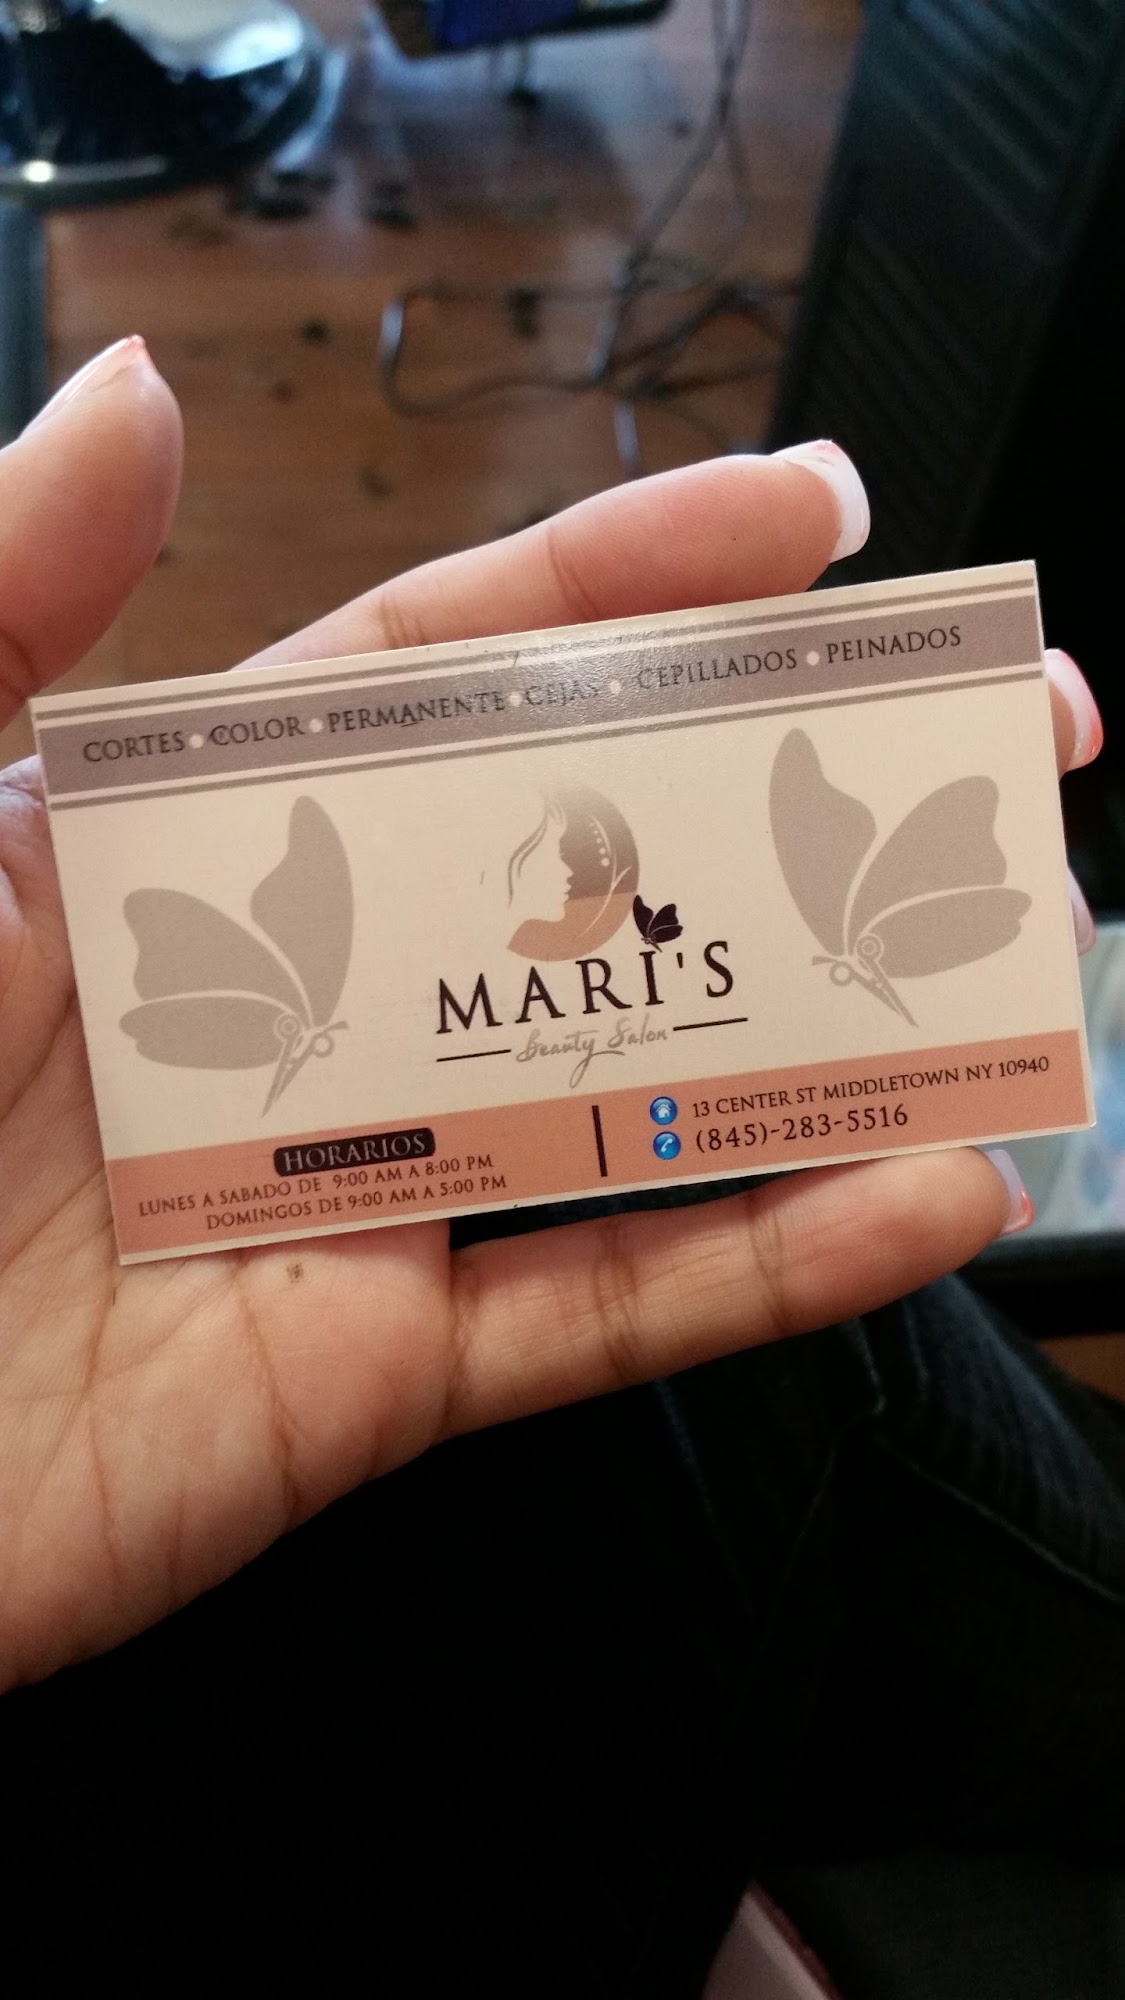 CORTES • COLOR • PERMANENTE • CEJAS • CEPILLADOS • PEINADOS
MARI'S
Beauty Salon
HORARIOS
LUNES A SABADO DE 9:00 AM A 8:00 PM
DOMINGOS DE 9:00 AM A 5:00 PM
13 CENTER ST MIDDLETOWN NY 10940
(845)-283-5516